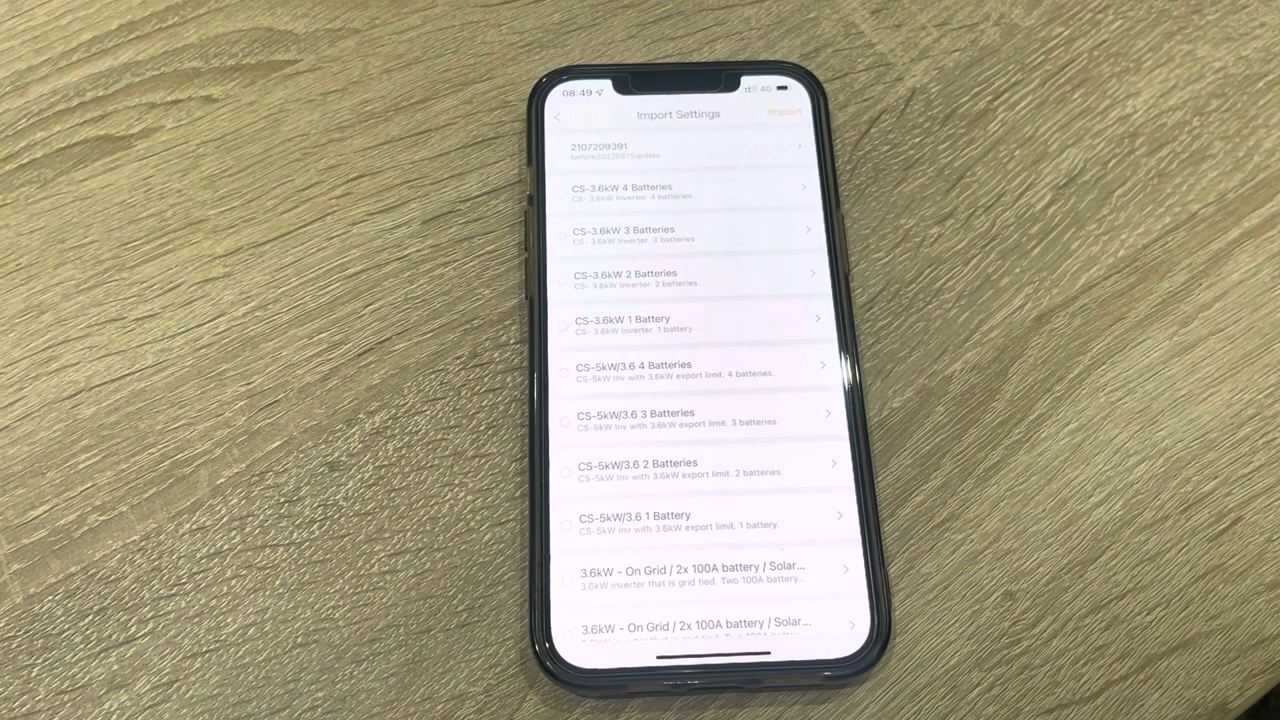 08:49
4G
Import Settings
Import
2107209391
before20220911update
CS-3.6kW 4 Batteries
CS- 3.6kW Inverter. 4 batteries
CS-3.6kW 3 Batteries
CS- 3.6kW Inverter. 3 batteries
CS-3.6kW 2 Batteries
CS- 3.6kW Inverter 2 batteries.
CS-3.6kW 1 Battery
CS- 3.6kW Inverter. 1 battery
CS-5kW/3.6 4 Batteries
CS-5kW Inv with 3.6kW export limit. 4 batteries.
CS-5kW/3.6 3 Batteries
CS-5kW Inv with 3.6kW export limit. 3 batteries.
CS-5kW/3.6 2 Batteries
CS-5kW Inv with 3.6kW export limit. 2 batteries.
CS-5kW/3.6 1 Battery
CS-5kW Inv with 3.6kW export limit. 1 battery
3.6kW - On Grid / 2x 100A battery / Solar...
3.6kW inverter that is grid tied. Two 100A battery...
3.6kW - On Grid / 2x 100A battery / Solar...